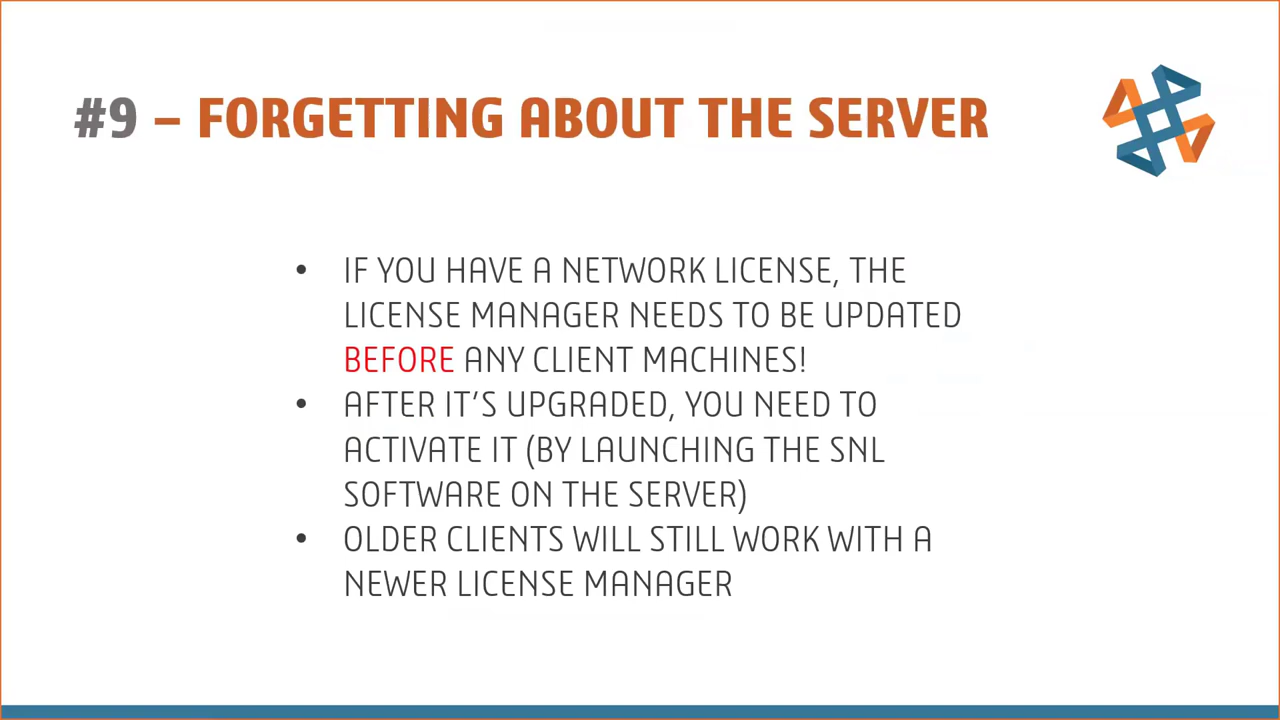 #9 – FORGETTING ABOUT THE SERVER
• IF YOU HAVE A NETWORK LICENSE, THE
LICENSE MANAGER NEEDS TO BE UPDATED
BEFORE ANY CLIENT MACHINES!
• AFTER IT'S UPGRADED, YOU NEED TO
ACTIVATE IT (BY LAUNCHING THE SNL
SOFTWARE ON THE SERVER)
• OLDER CLIENTS WILL STILL WORK WITH A
NEWER LICENSE MANAGER